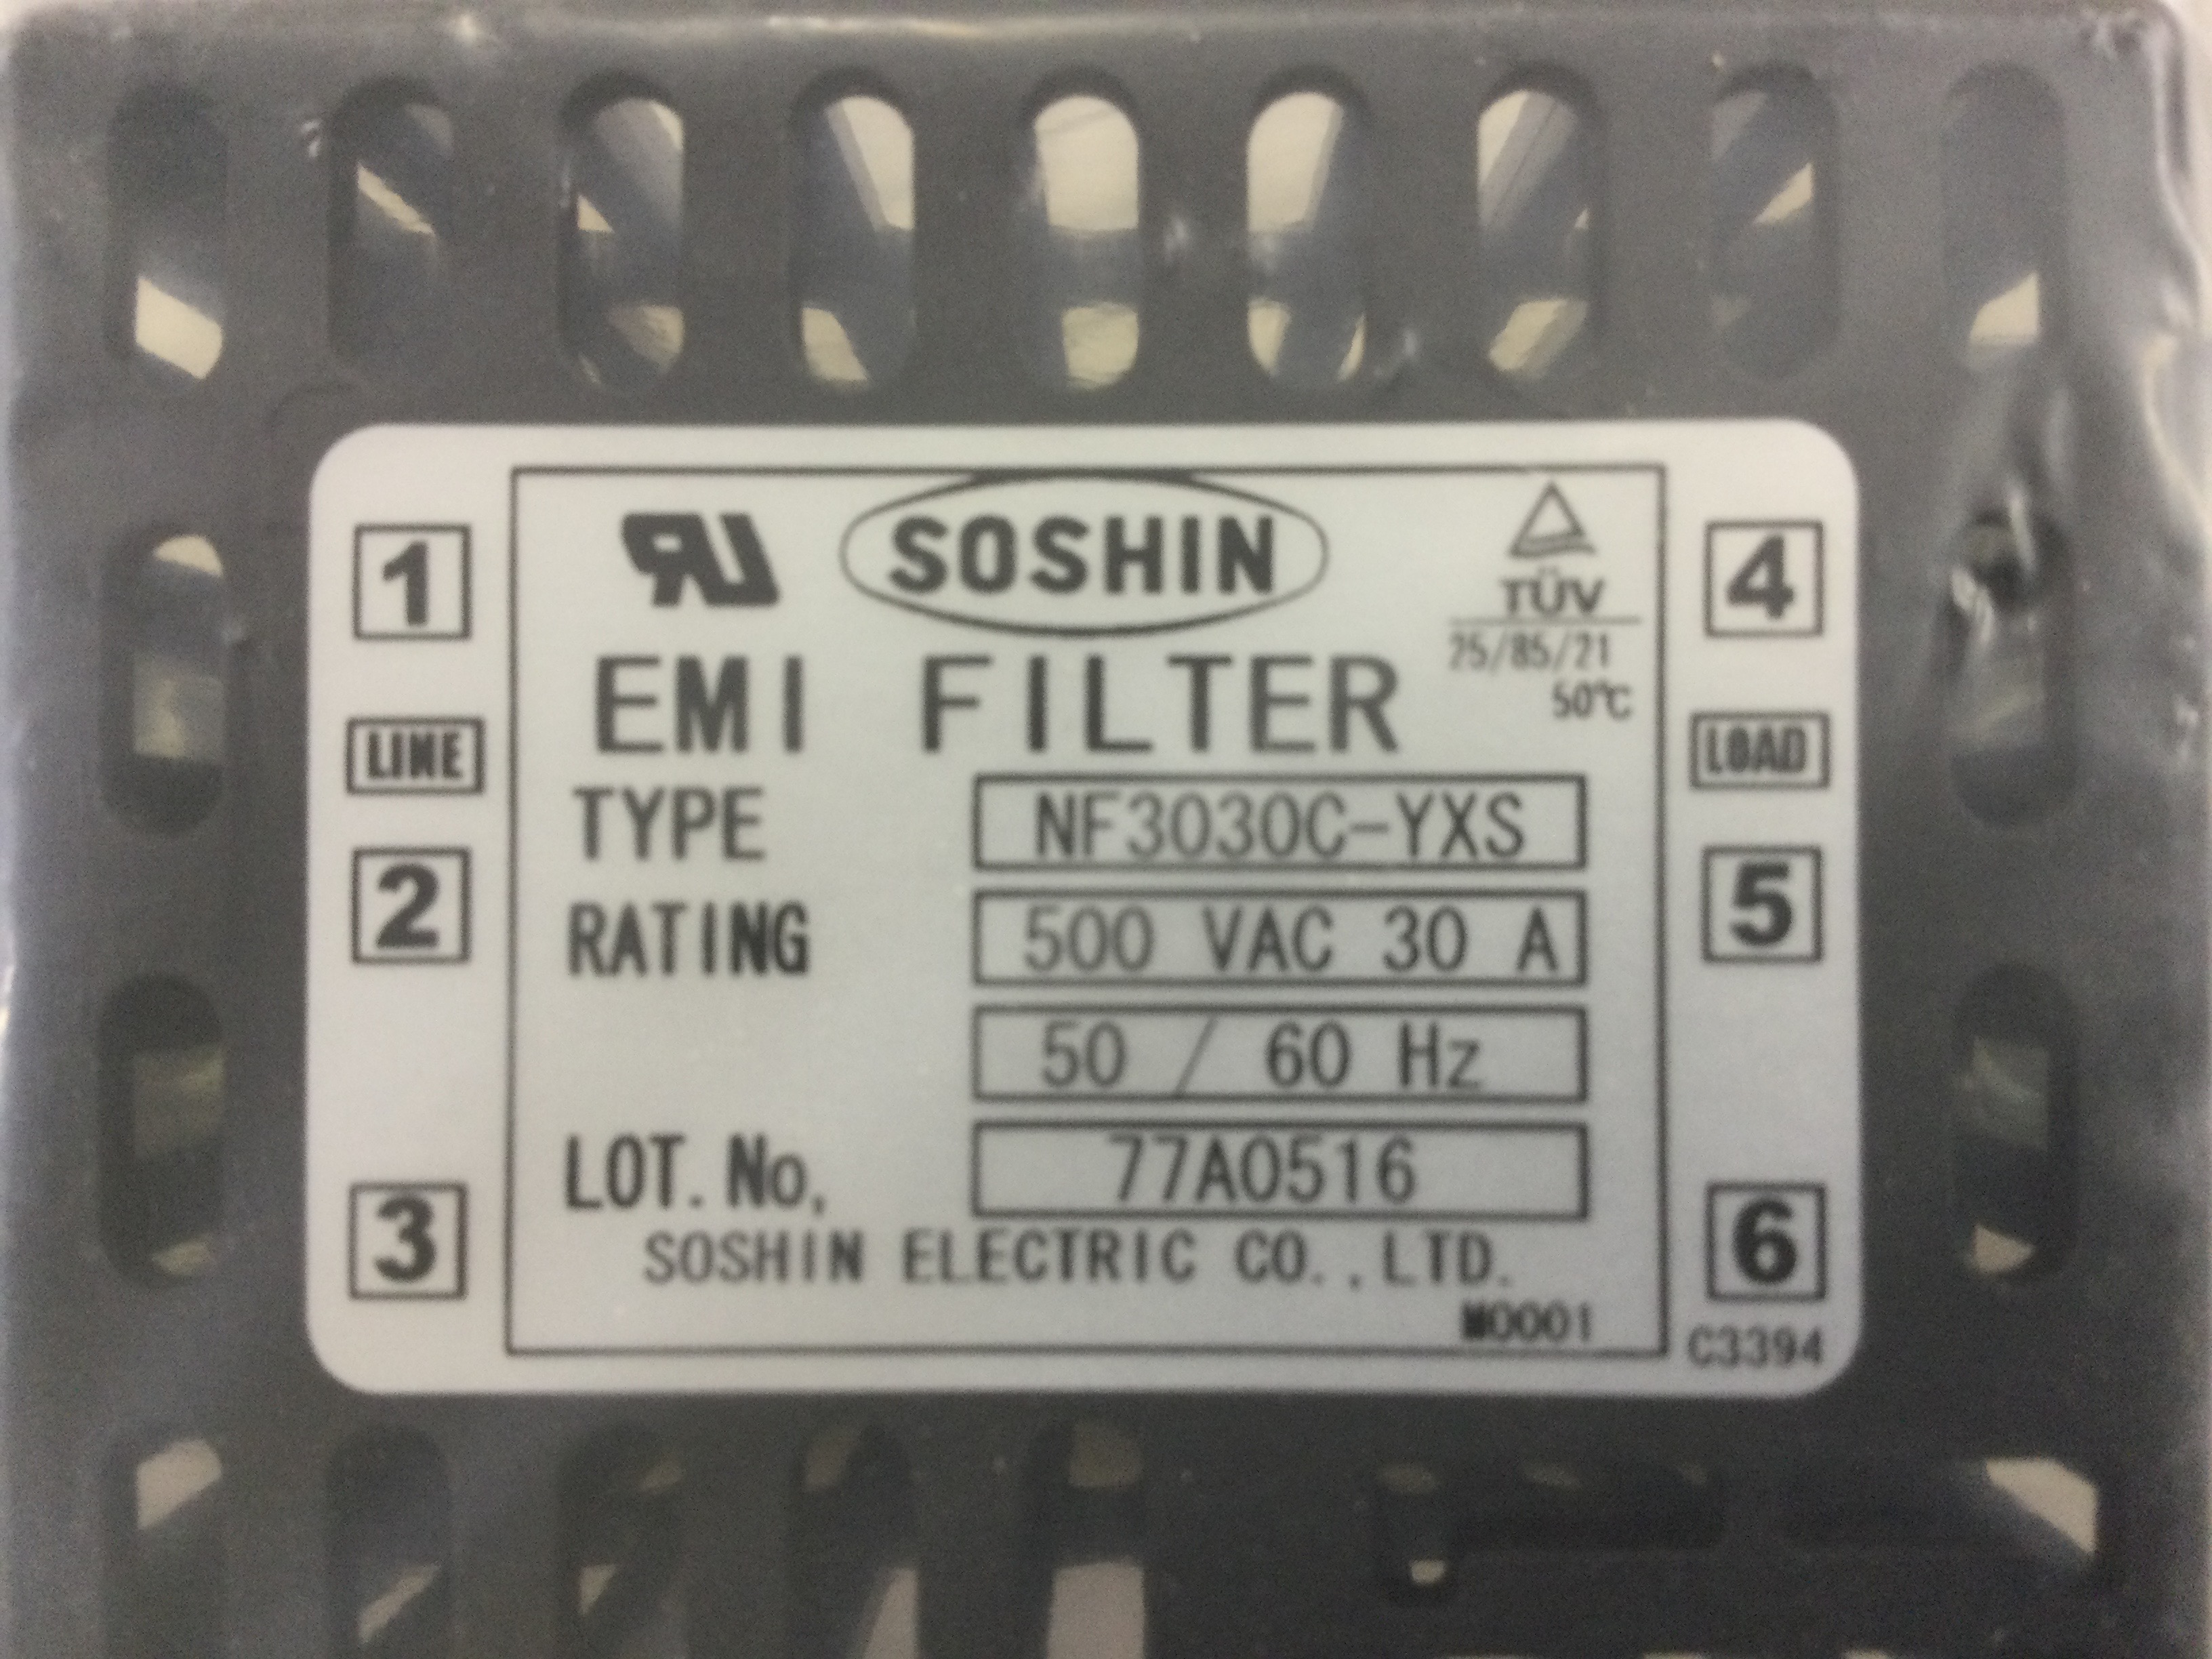 1
LINE
2
3
RU
SOSHIN
TÜV
25/85/21
50℃
EMI FILTER
TYPE NF3030C-YXS
RATING 500 VAC 30 A
50 / 60 Hz
LOT. No, 77A0516
SOSHIN ELECTRIC CO.,LTD.
M0001
4
LOAD
5
6
C3394